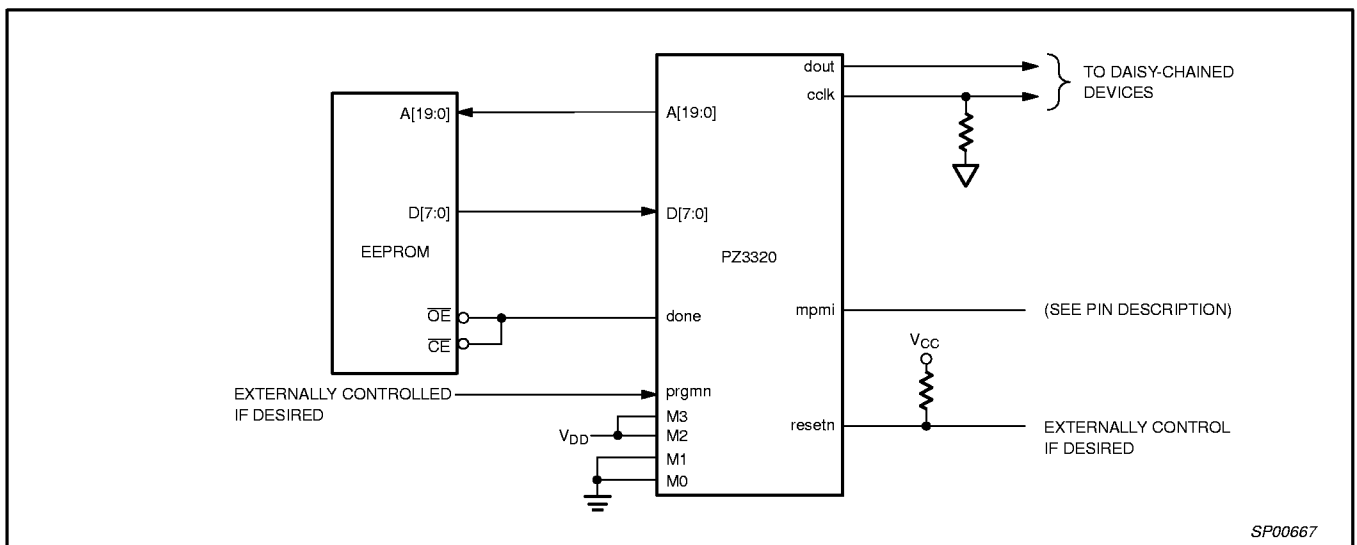 dout
cclk
TO DAISY-CHAINED
DEVICES
A[19:0]
A[19:0]
D[7:0]
D[7:0]
EEPROM
PZ3320
OE
CE
done
mpmi
(SEE PIN DESCRIPTION)
VCC
EXTERNALLY CONTROLLED
IF DESIRED
prgmn
M3
VDD
M2
M1
M0
resetn
EXTERNALLY CONTROL
IF DESIRED
SP00667